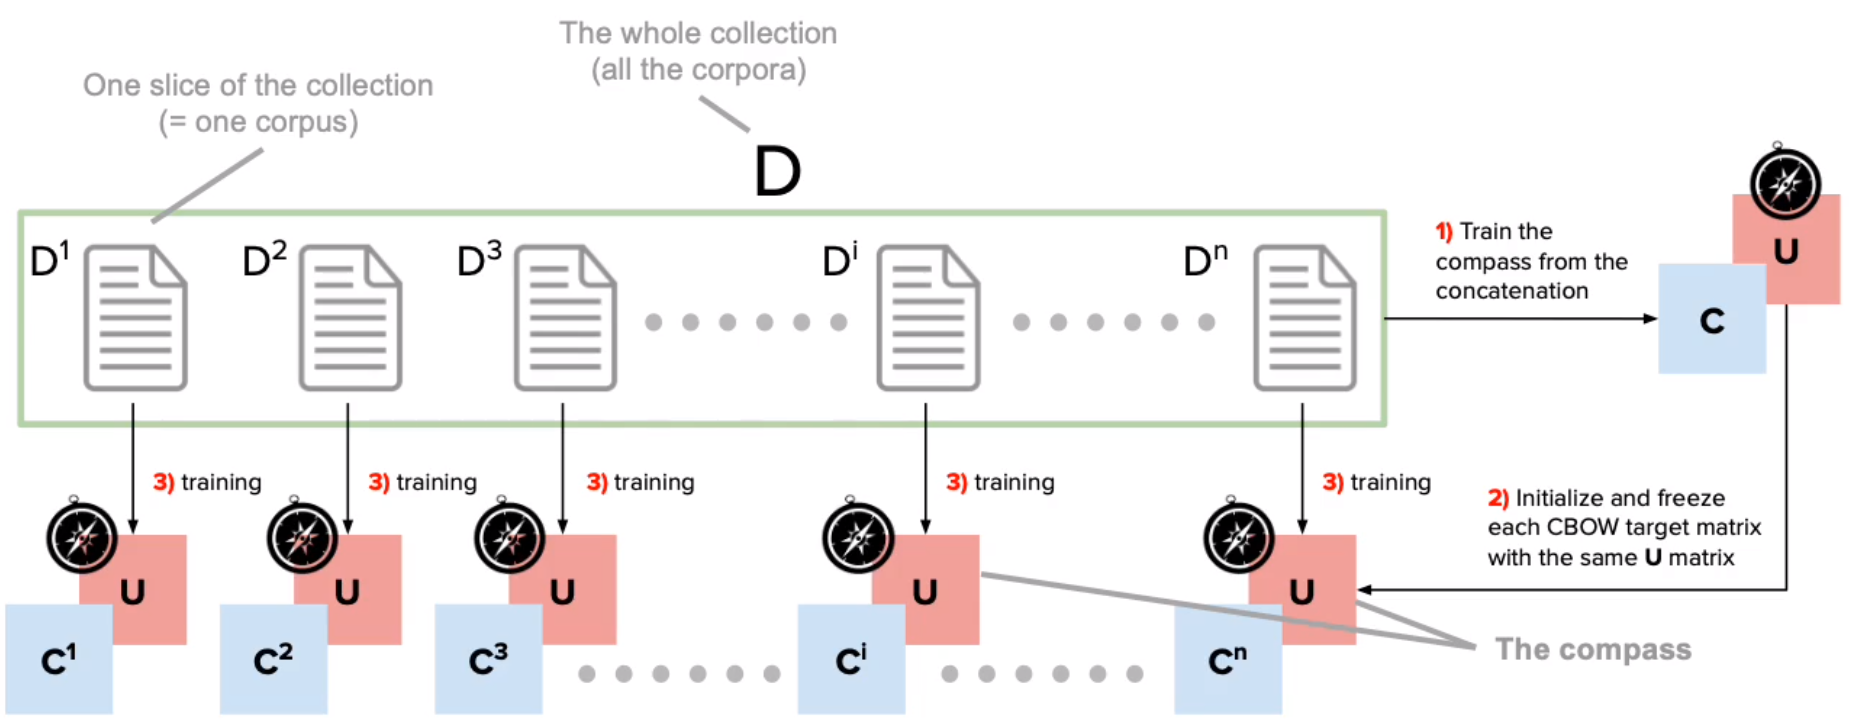 The whole collection
(all the corpora)
One slice of the collection
(= one corpus)
D
D¹
D²
D³
Dⁱ
Dⁿ
1) Train the
compass from the
concatenation
U
C
3) training
3) training
3) training
3) training
3) training
2) Initialize and freeze
each CBOW target matrix
with the same U matrix
U
U
U
U
U
C¹
C²
C³
Cⁱ
Cⁿ
The compass